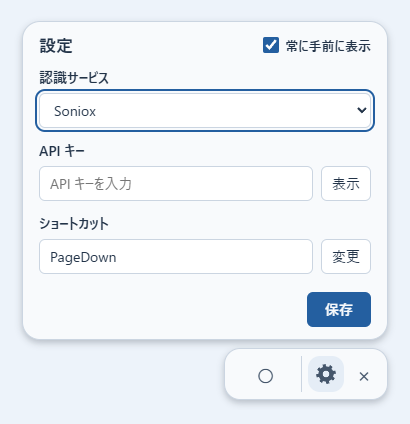 設定
常に手前に表示
認識サービス
Soniox
API キー
API キーを入力
表示
ショートカット
PageDown
変更
保存